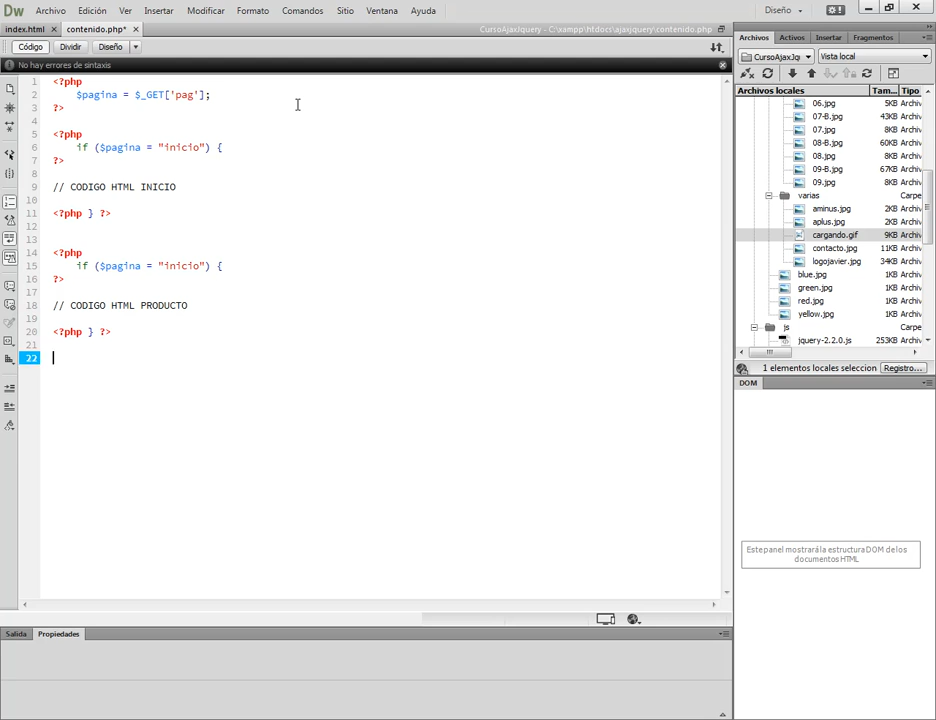 Dw Archivo Edición Ver Insertar Modificar Formato Comandos Sitio Ventana Ayuda Diseño
index.html × contenido.php* × C:\xampp\htdocs\ajaxjquery\contenido.php
Código Dividir Diseño
No hay errores de sintaxis
1 <?php
2 $pagina = $_GET['pag'];
3 ?>
4
5 <?php
6 if ($pagina = "inicio") {
7 ?>
8
9 // CODIGO HTML INICIO
10
11 <?php } ?>
12
13
14 <?php
15 if ($pagina = "inicio") {
16 ?>
17
18 // CODIGO HTML PRODUCTO
19
20 <?php } ?>
21
22
Archivos Activos Insertar Fragmentos
CursoAjaxJqu Vista local
Archivos locales Tam... Tipo
06.jpg 5KB Archiv
07-B.jpg 43KB Archiv
07.jpg 8KB Archiv
08-B.jpg 60KB Archiv
08.jpg 8KB Archiv
09-B.jpg 67KB Archiv
09.jpg 8KB Archiv
varias Carpe
aminus.jpg 2KB Archiv
aplus.jpg 2KB Archiv
cargando.gif 9KB Archiv
contacto.jpg 11KB Archiv
logojavier.jpg 34KB Archiv
blue.jpg 1KB Archiv
green.jpg 1KB Archiv
red.jpg 1KB Archiv
yellow.jpg 1KB Archiv
js Carpe
jquery-2.2.0.js 253KB Archiv
1 elementos locales seleccion Registro...
DOM
Este panel mostrará la estructura DOM de los
documentos HTML
Salida Propiedades